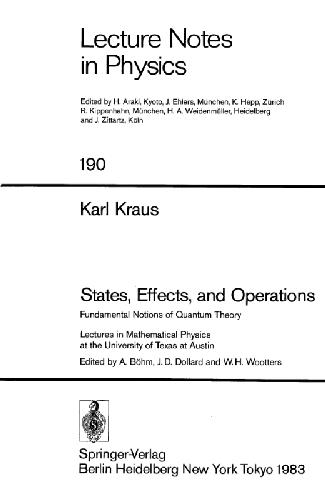 Lecture Notes
in Physics
Edited by H. Araki, Kyoto, J. Ehlers, München, K. Hepp, Zürich
R. Kippenhahn, München, H. A. Weidenmüller, Heidelberg
and J. Zittartz, Köln
190
Karl Kraus
States, Effects, and Operations
Fundamental Notions of Quantum Theory
Lectures in Mathematical Physics
at the University of Texas at Austin
Edited by A. Böhm, J. D. Dollard and W. H. Wootters
Springer-Verlag
Berlin Heidelberg New York Tokyo 1983